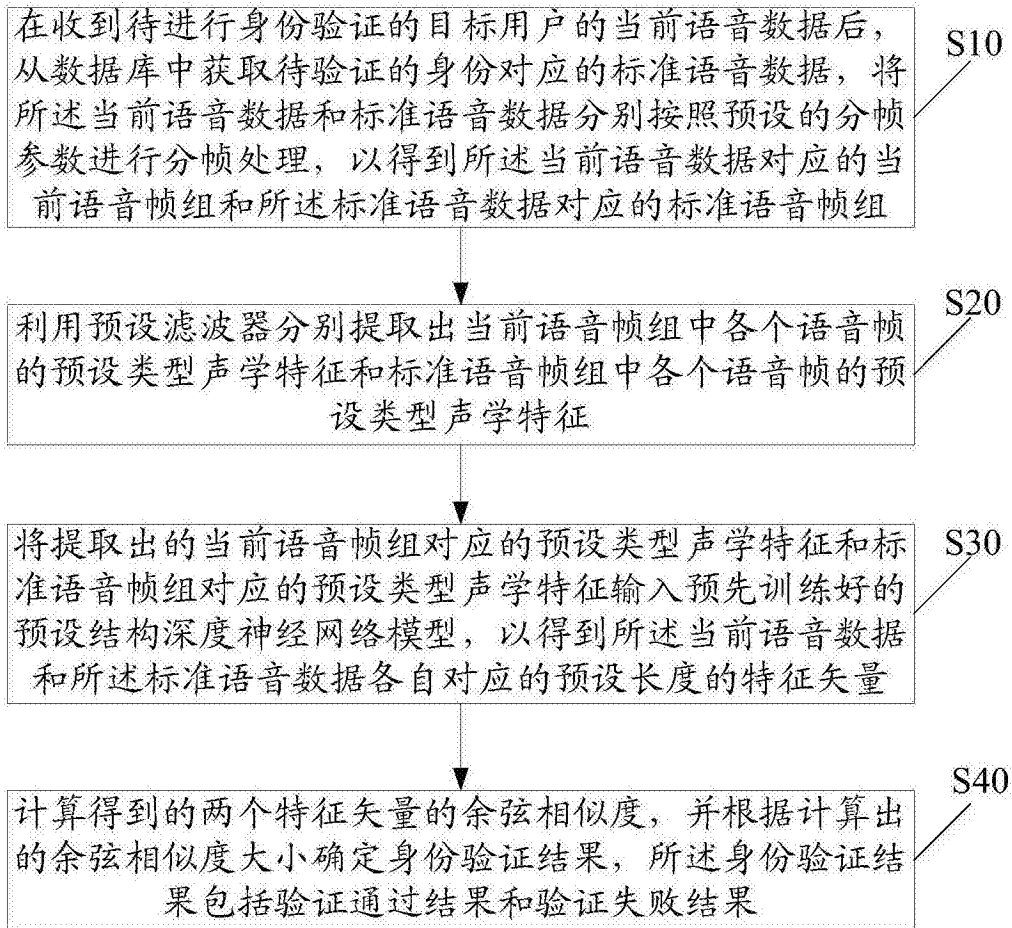 在收到待进行身份验证的目标用户的当前语音数据后，
从数据库中获取待验证的身份对应的标准语音数据，将
所述当前语音数据和标准语音数据分别按照预设的分帧
参数进行分帧处理，以得到所述当前语音数据对应的当
前语音帧组和所述标准语音数据对应的标准语音帧组
S10
利用预设滤波器分别提取出当前语音帧组中各个语音帧
的预设类型声学特征和标准语音帧组中各个语音帧的预
设类型声学特征
S20
将提取出的当前语音帧组对应的预设类型声学特征和标
准语音帧组对应的预设类型声学特征输入预先训练好的
预设结构深度神经网络模型，以得到所述当前语音数据
和所述标准语音数据各自对应的预设长度的特征矢量
S30
计算得到的两个特征矢量的余弦相似度，并根据计算出
的余弦相似度大小确定身份验证结果，所述身份验证结
果包括验证通过结果和验证失败结果
S40